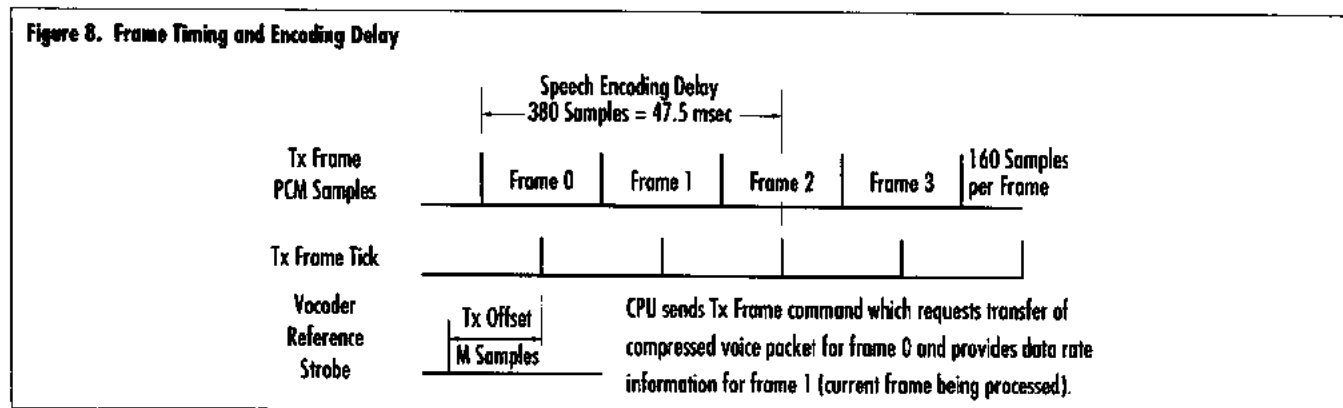 Figure 8. Frame Timing and Encoding Delay
Speech Encoding Delay
380 Samples = 47.5 msec
Tx Frame
PCM Samples
Frame 0
Frame 1
Frame 2
Frame 3
160 Samples
per Frame
Tx Frame Tick
Vocoder
Reference
Strobe
Tx Offset
M Samples
CPU sends Tx Frame command which requests transfer of
compressed voice packet for frame 0 and provides data rate
information for frame 1 (current frame being processed).